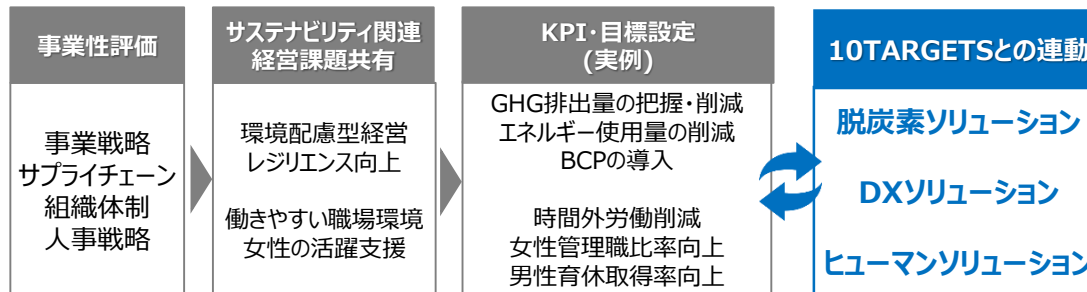 事業性評価
事業戦略
サプライチェーン
組織体制
人事戦略
サステナビリティ関連
経営課題共有
環境配慮型経営
レジリエンス向上
働きやすい職場環境
女性の活躍支援
KPI・目標設定
(実例)
GHG排出量の把握・削減
エネルギー使用量の削減
BCPの導入
時間外労働削減
女性管理職比率向上
男性育休取得率向上
10TARGETSとの連動
脱炭素ソリューション
DXソリューション
ヒューマンソリューション